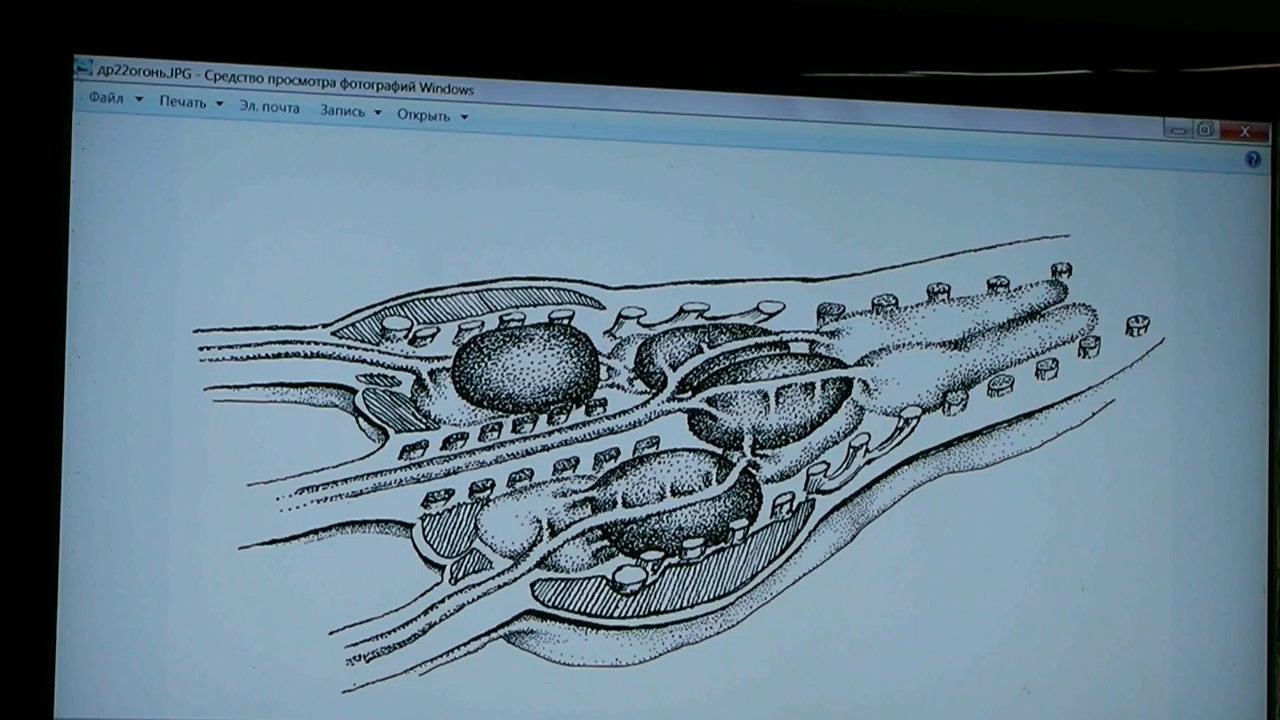 др22огонь.JPG - Средство просмотра фотографий Windows
Файл Печать Эл. почта Запись Открыть